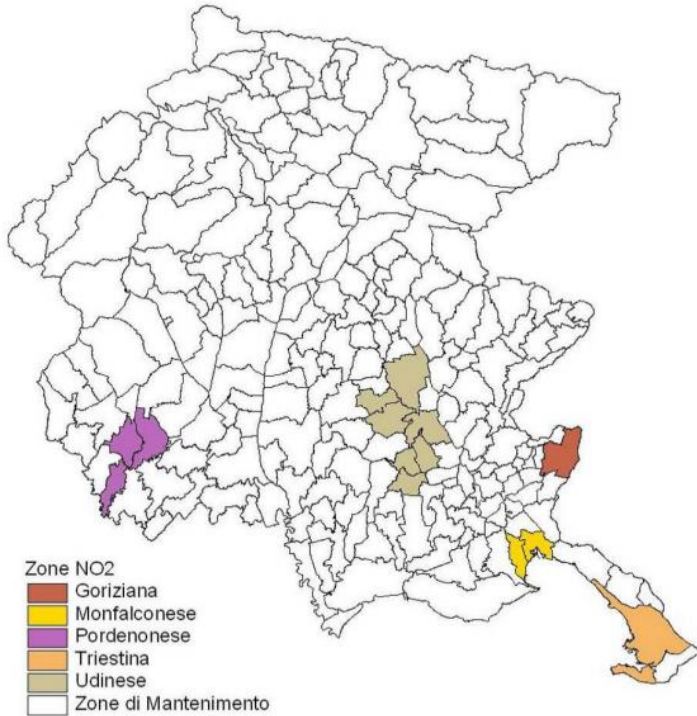 Zone NO2
Goriziana
Monfalconese
Pordenonese
Triestina
Udinese
Zone di Mantenimento